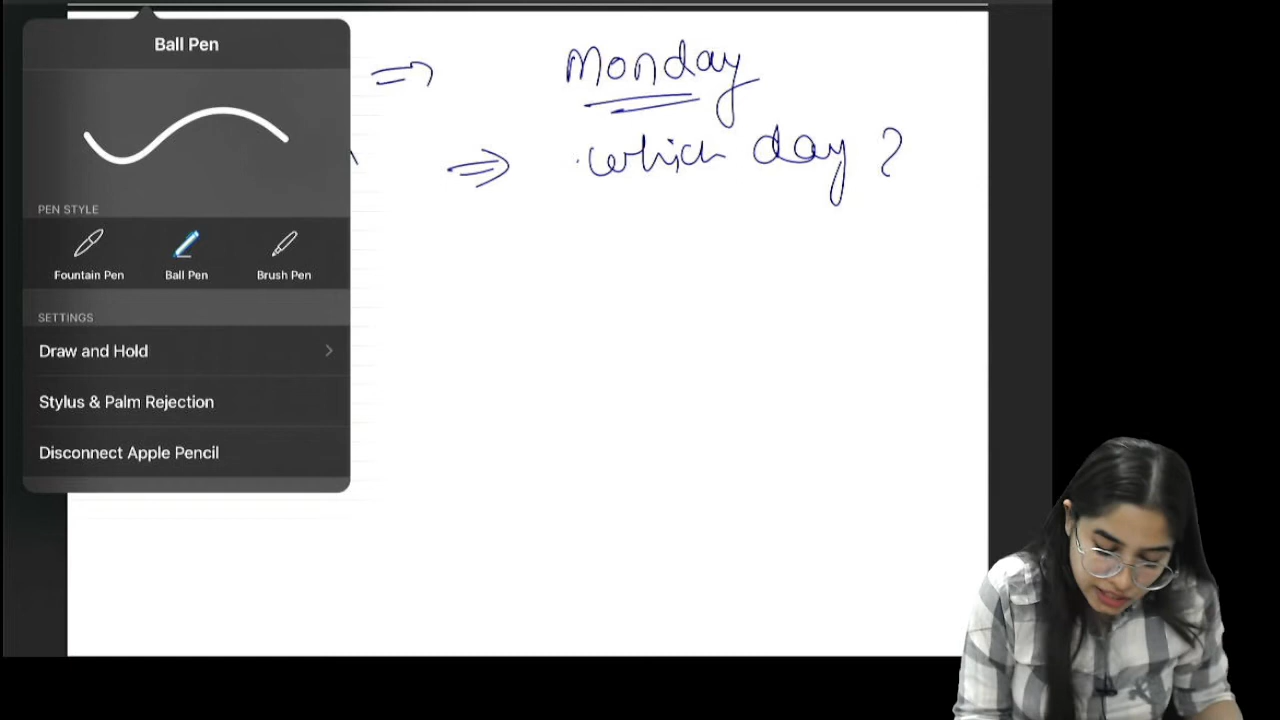 Ball Pen
PEN STYLE
Fountain Pen
Ball Pen
Brush Pen
SETTINGS
Draw and Hold
Stylus & Palm Rejection
Disconnect Apple Pencil
⇒ Monday
⇒ which day ?